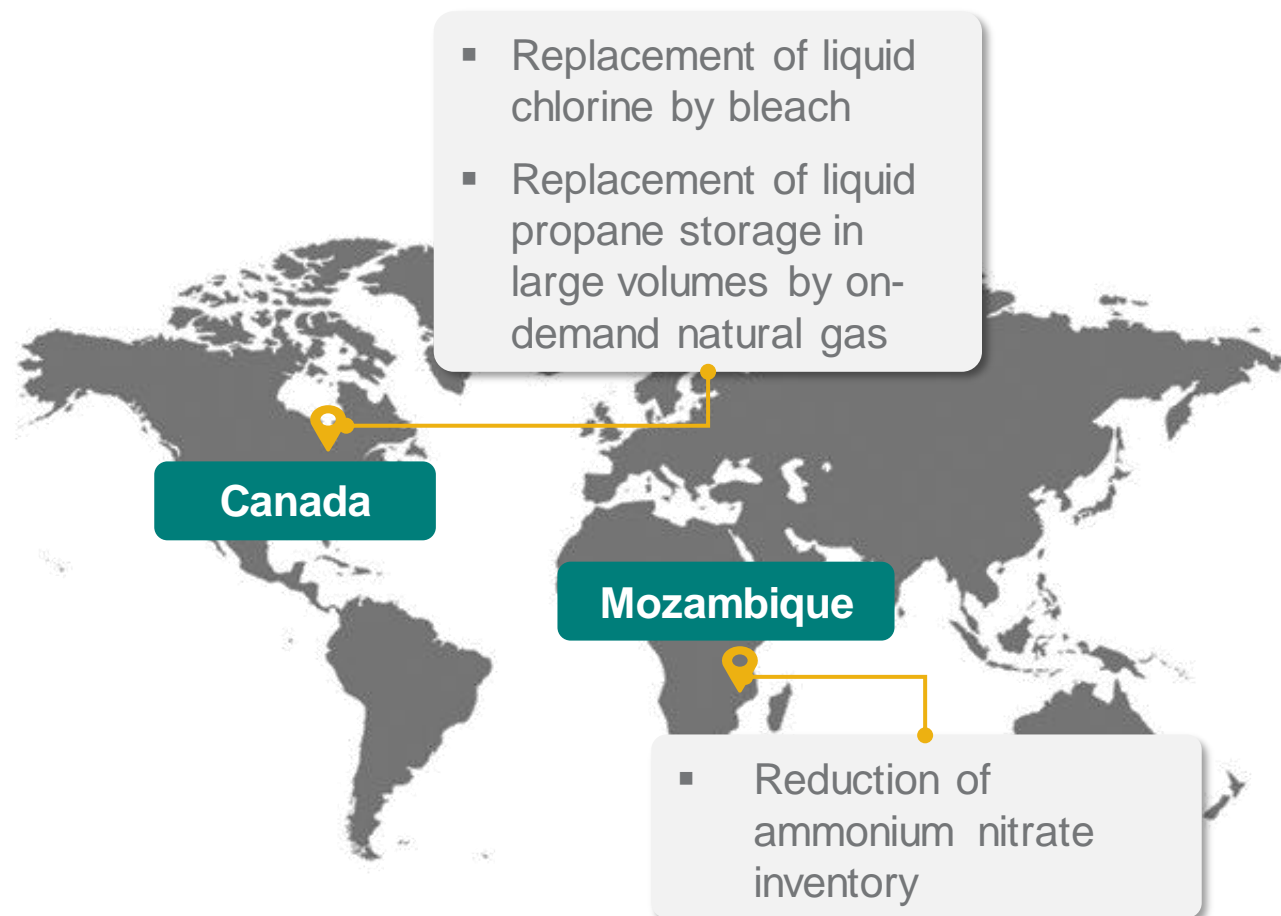 ▪ Replacement of liquid
chlorine by bleach
▪ Replacement of liquid
propane storage in
large volumes by on-
demand natural gas
Canada
Mozambique
▪ Reduction of
ammonium nitrate
inventory